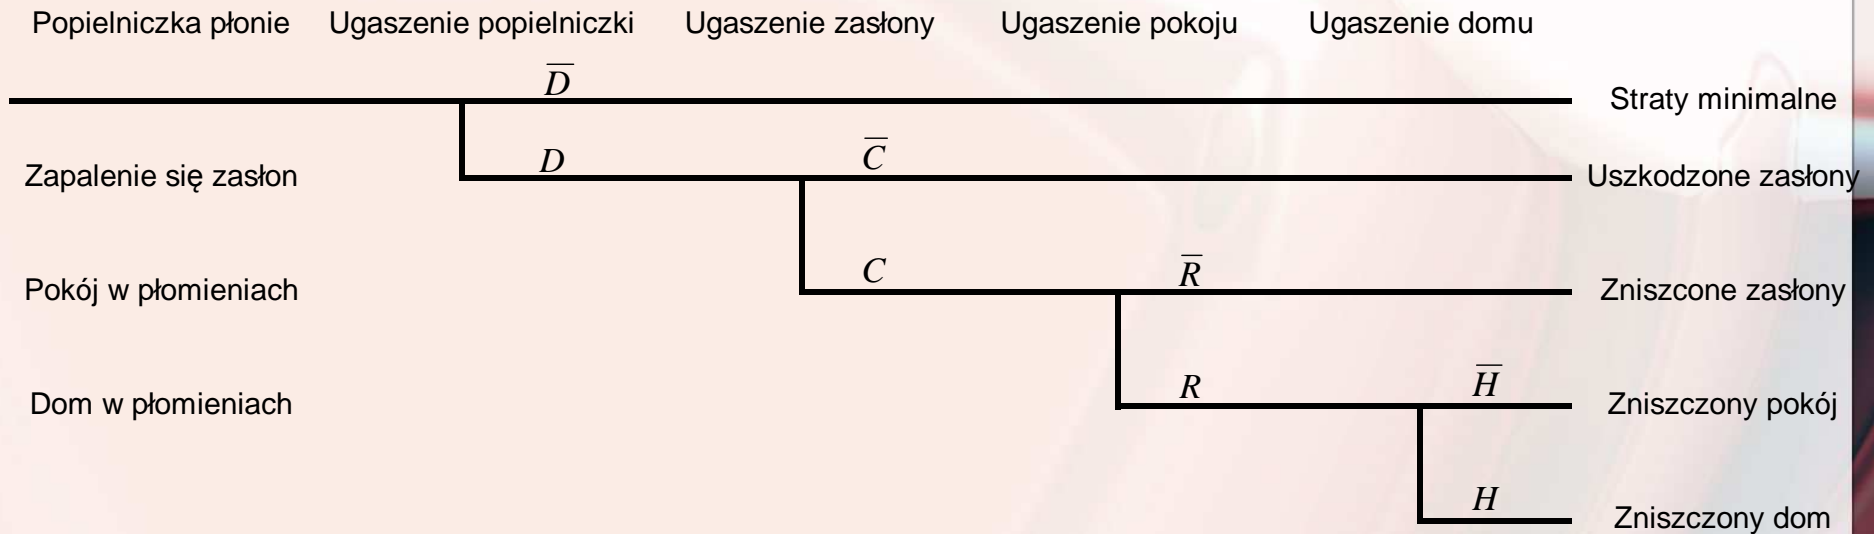 Popielniczka płonie Ugaszenie popielniczki Ugaszenie zasłony Ugaszenie pokoju Ugaszenie domu
D̅
Straty minimalne
D C̅
Zapalenie się zasłon Uszkodzone zasłony
C R̅
Pokój w płomieniach Zniszcone zasłony
R H̅
Dom w płomieniach Zniszczony pokój
H
Zniszczony dom